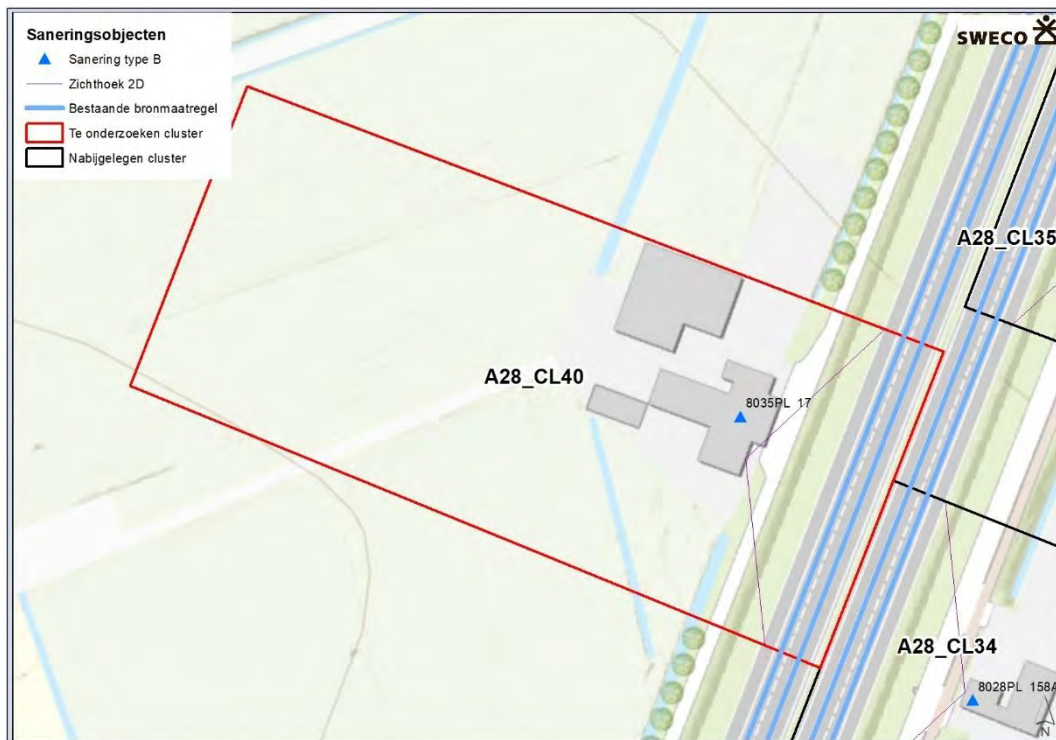 Saneringsobjecten
Sanering type B
Zichthoek 2D
Bestaande bronmaatregel
Te onderzoeken cluster
Nabijgelegen cluster
SWECO
A28_CL35
A28_CL40
8035PL 17
A28_CL34
8028PL 158A
N